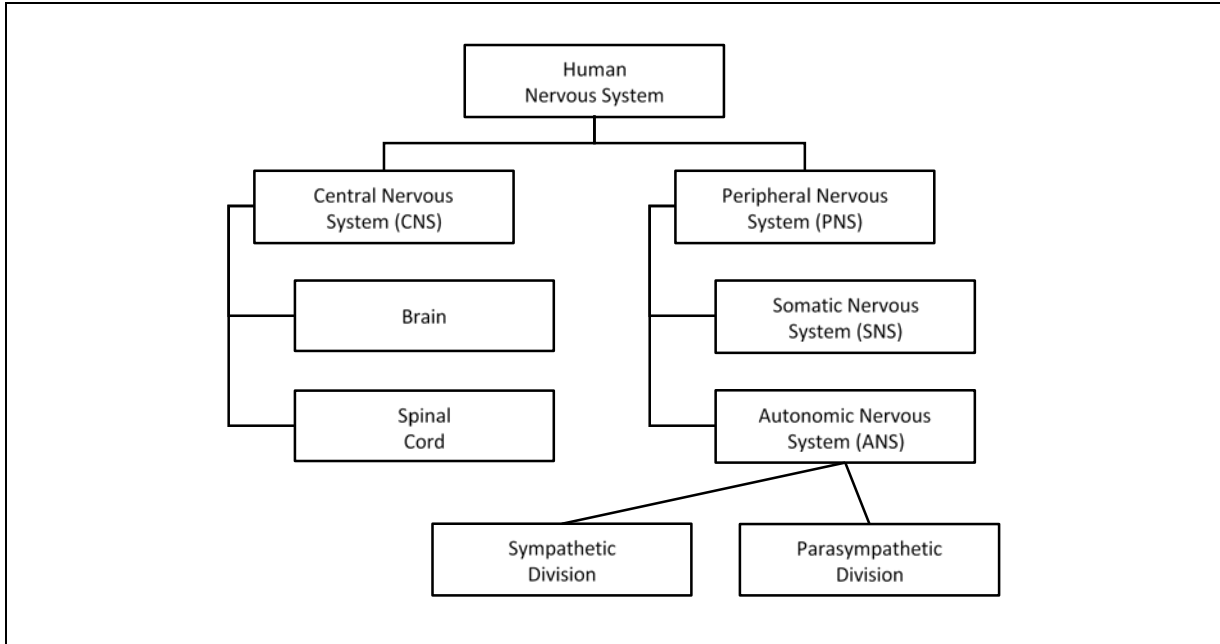 Human
Nervous System
Central Nervous
System (CNS)
Peripheral Nervous
System (PNS)
Brain
Somatic Nervous
System (SNS)
Spinal
Cord
Autonomic Nervous
System (ANS)
Sympathetic
Division
Parasympathetic
Division